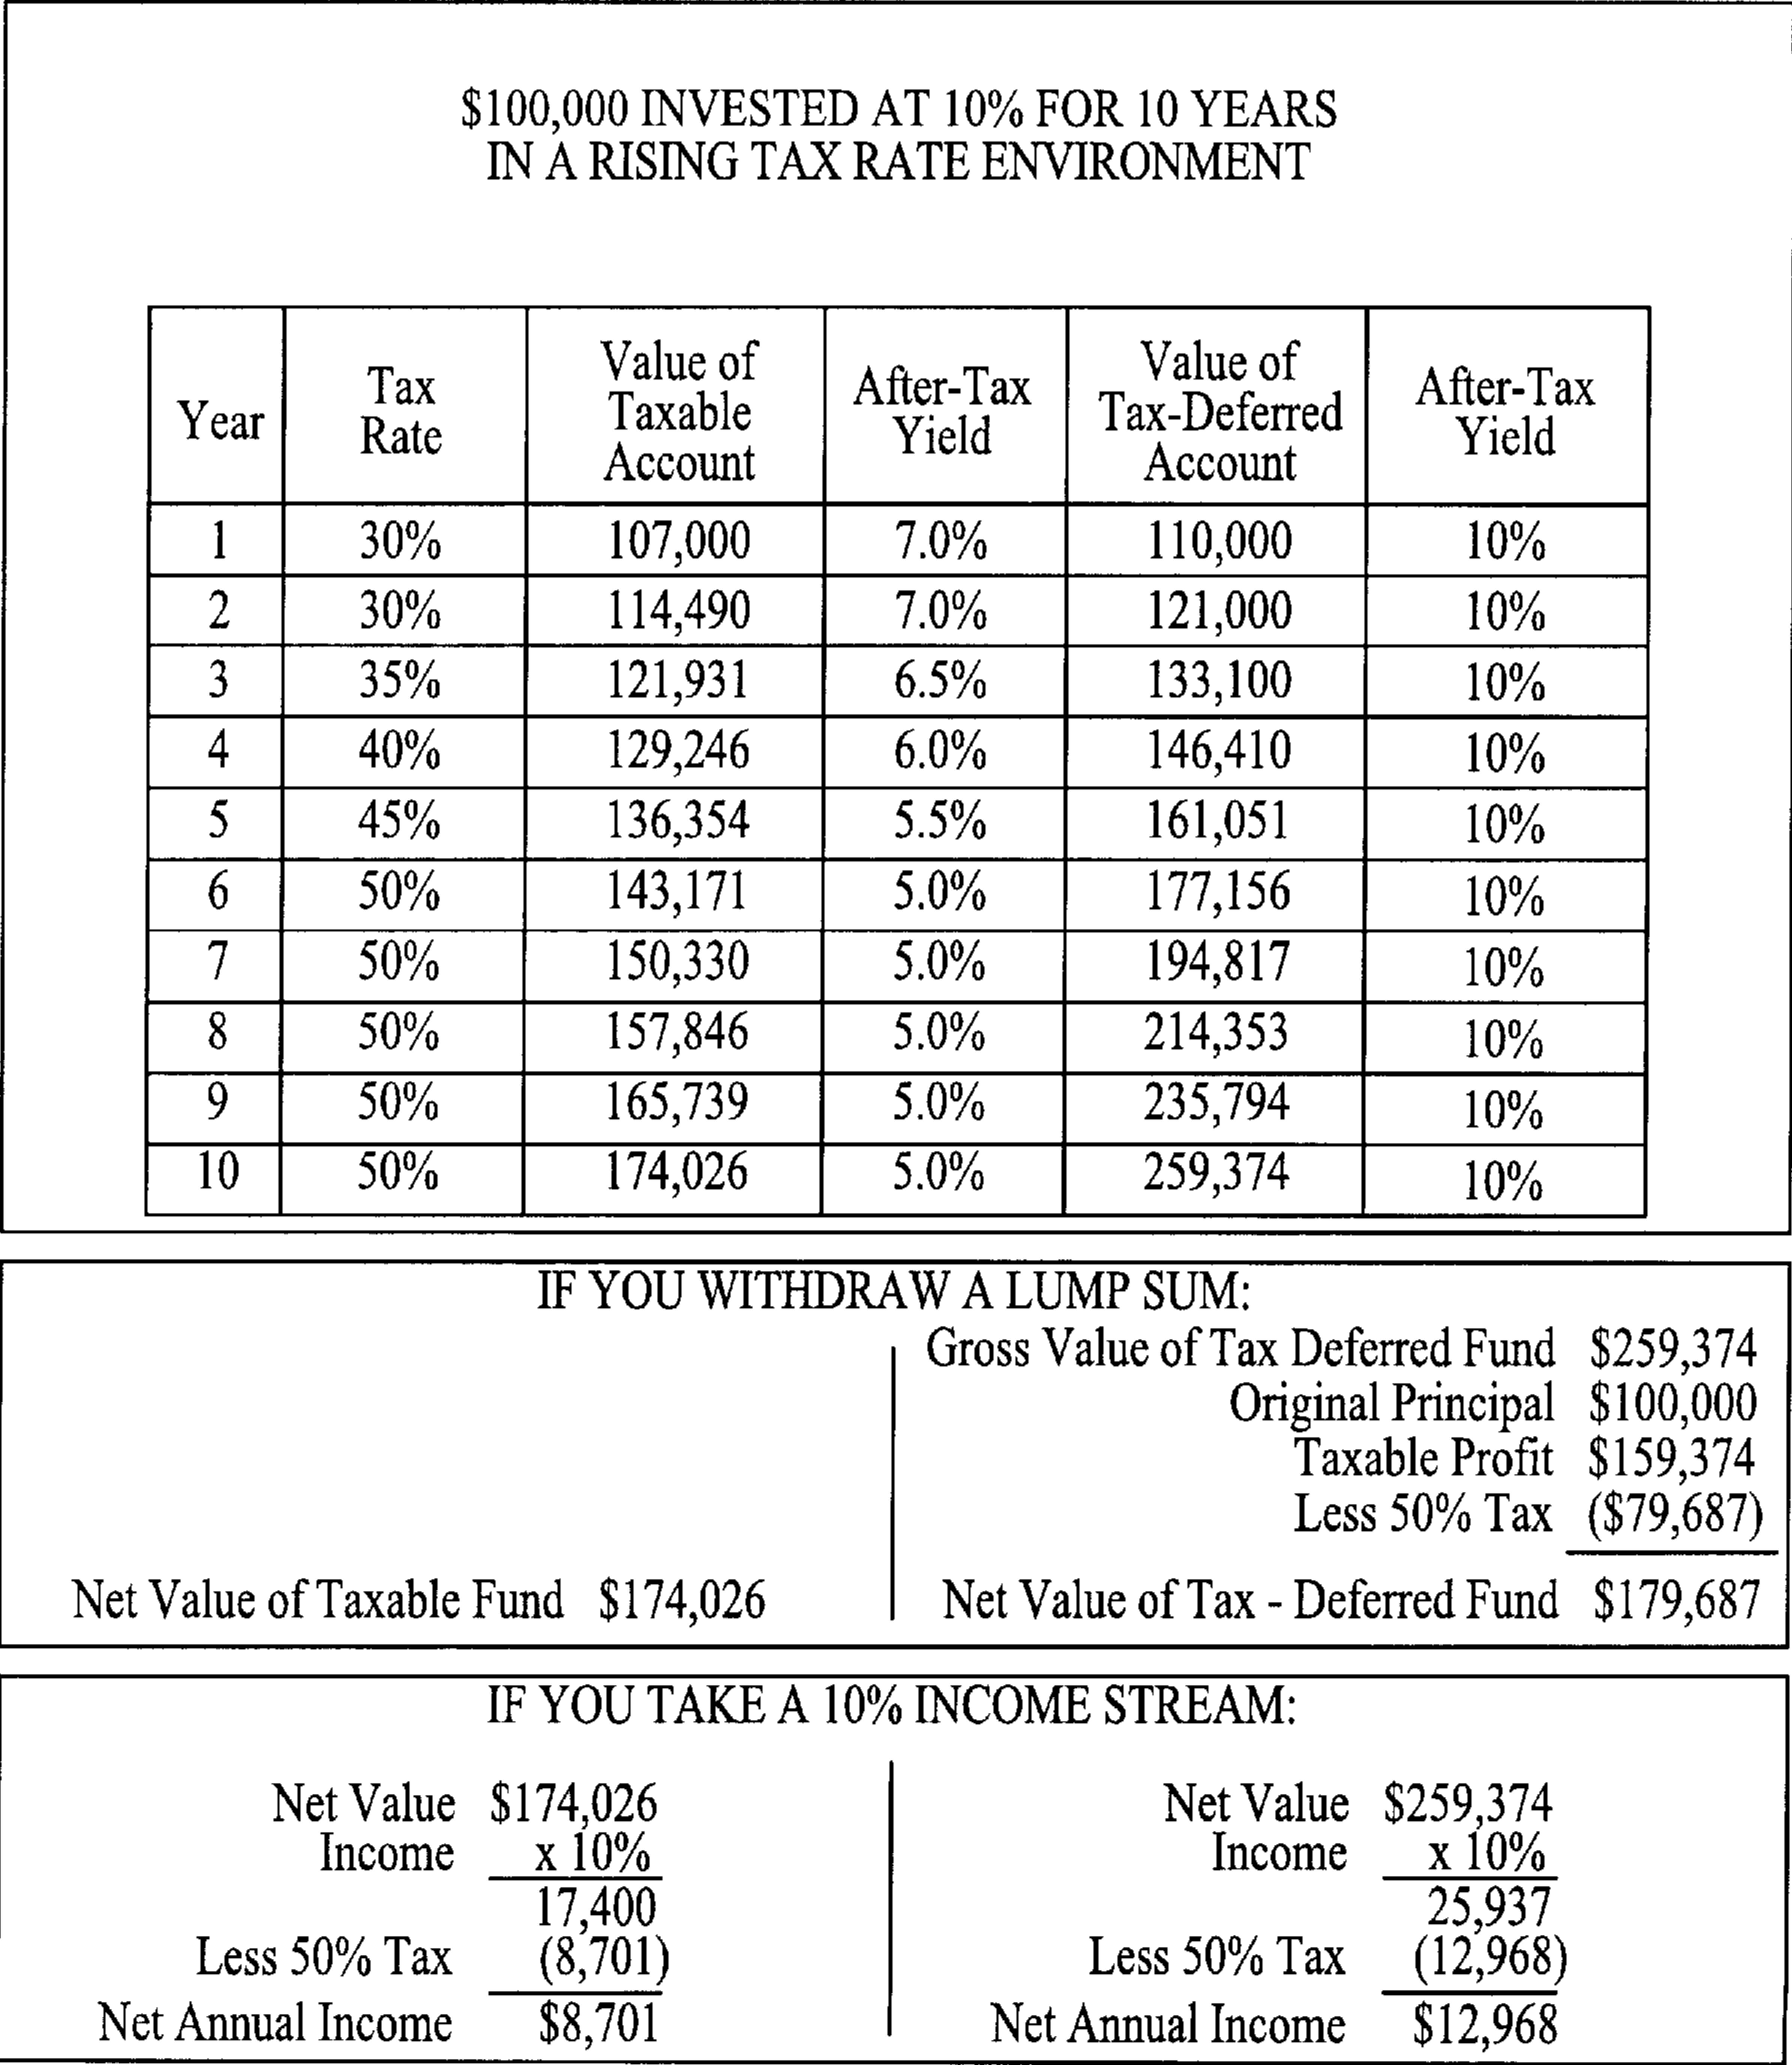 $100,000 INVESTED AT 10% FOR 10 YEARS
IN A RISING TAX RATE ENVIRONMENT
Year Tax Rate Value of Taxable Account After-Tax Yield Value of Tax-Deferred Account After-Tax Yield
1 30% 107,000 7.0% 110,000 10%
2 30% 114,490 7.0% 121,000 10%
3 35% 121,931 6.5% 133,100 10%
4 40% 129,246 6.0% 146,410 10%
5 45% 136,354 5.5% 161,051 10%
6 50% 143,171 5.0% 177,156 10%
7 50% 150,330 5.0% 194,817 10%
8 50% 157,846 5.0% 214,353 10%
9 50% 165,739 5.0% 235,794 10%
10 50% 174,026 5.0% 259,374 10%
IF YOU WITHDRAW A LUMP SUM:
Gross Value of Tax Deferred Fund $259,374
Original Principal $100,000
Taxable Profit $159,374
Less 50% Tax ($79,687)
Net Value of Taxable Fund $174,026 Net Value of Tax - Deferred Fund $179,687
IF YOU TAKE A 10% INCOME STREAM:
Net Value $174,026 Net Value $259,374
Income x 10% Income x 10%
17,400 25,937
Less 50% Tax (8,701) Less 50% Tax (12,968)
Net Annual Income $8,701 Net Annual Income $12,968